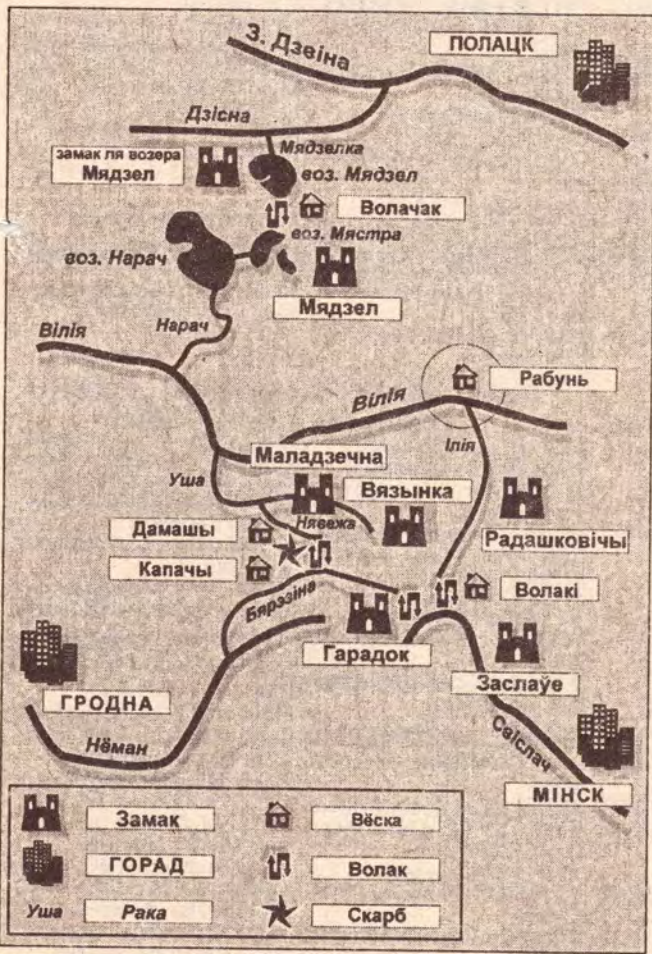 З. Дзвіна
ПОЛАЦК
Дзісна
Мядзелка
замак ля возера
Мядзел
воз. Мядзел
Волачак
воз. Мястра
воз. Нарач
Мядзел
Нарач
Вілія
Рабунь
Вілія
Ілія
Маладзечна
Уша
Вязынка
Нявежа
Дамашы
Радашковічы
Капачы
Бярэзіна
Волакі
Гарадок
Заслаўе
ГРОДНА
Свіслач
Нёман
МІНСК
Замак
Вёска
ГОРАД
Волак
Уша
Рака
Скарб